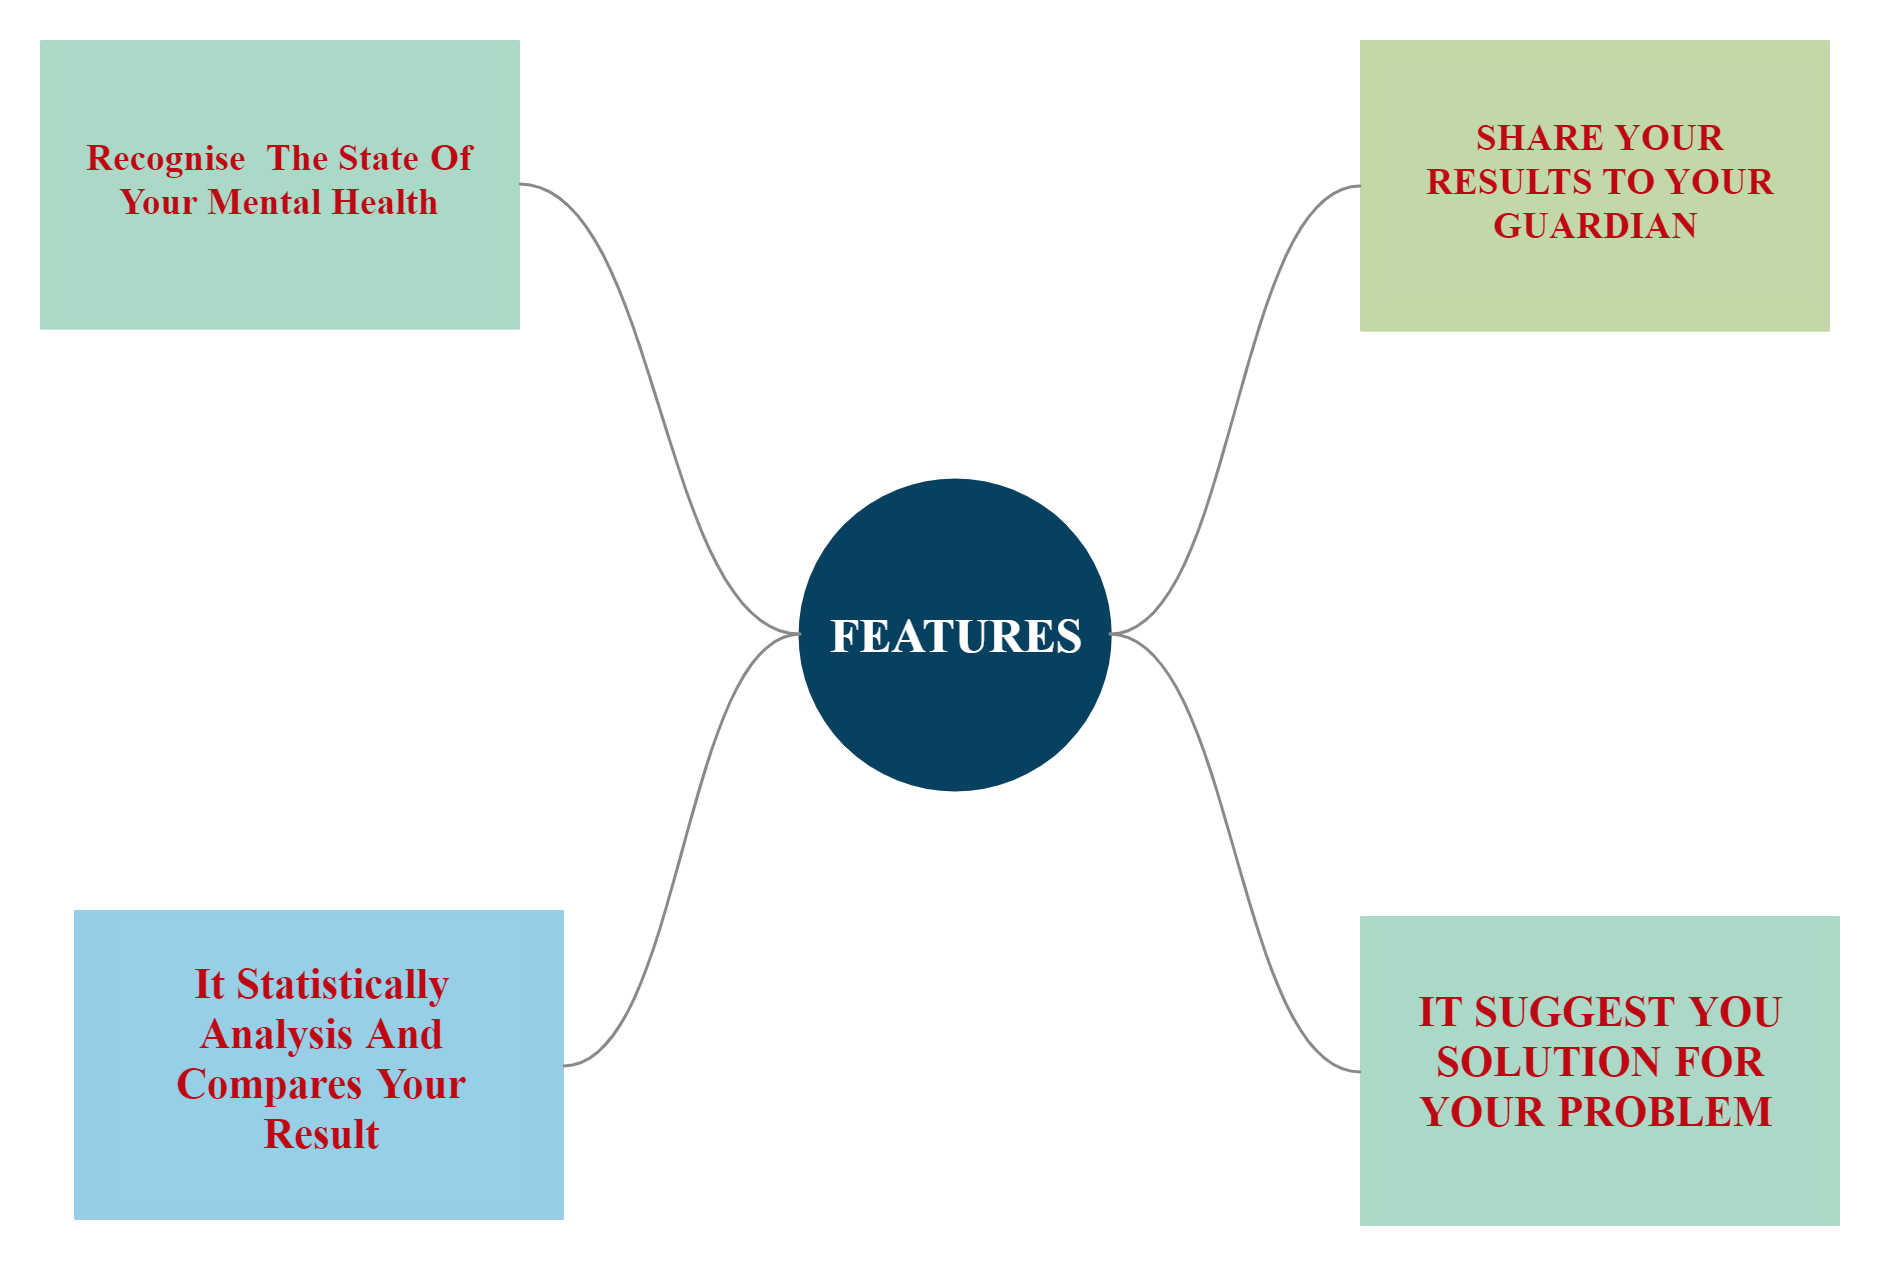 Recognise  The State Of
Your Mental Health
SHARE YOUR
RESULTS TO YOUR
GUARDIAN
FEATURES
It Statistically
Analysis And
Compares Your
Result
IT SUGGEST YOU
SOLUTION FOR
YOUR PROBLEM